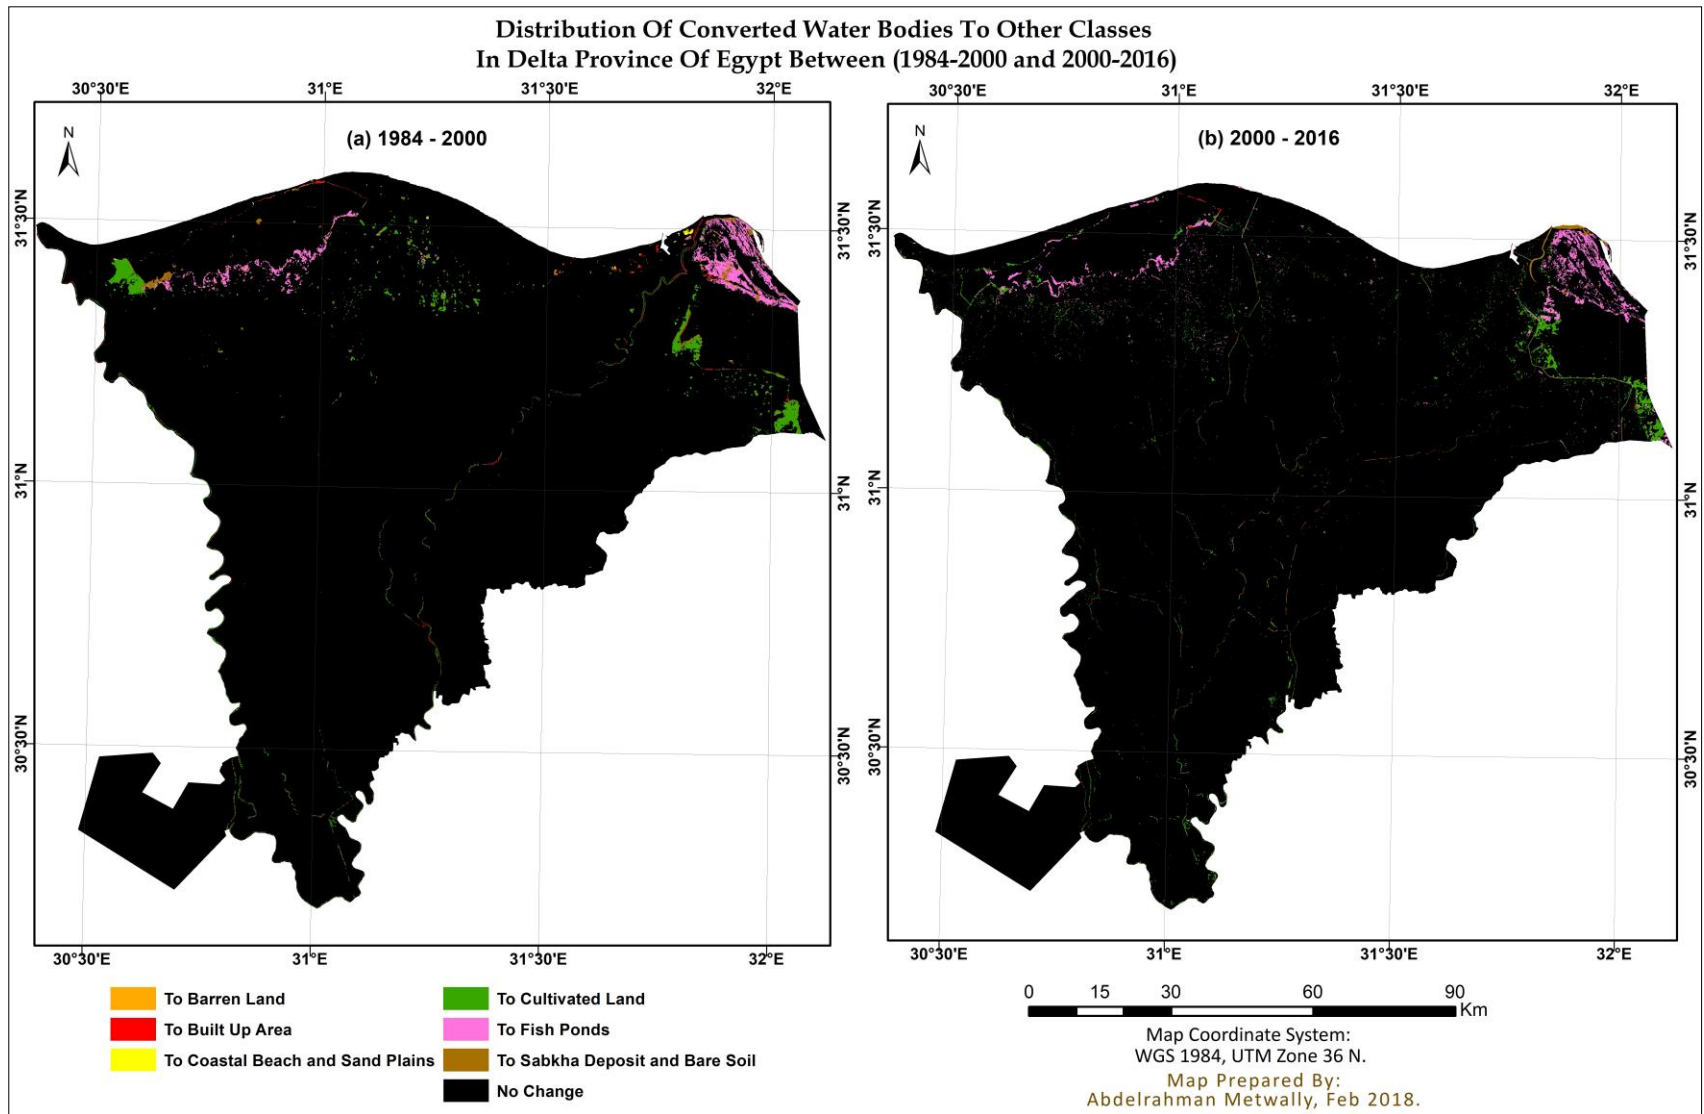 Distribution Of Converted Water Bodies To Other Classes
In Delta Province Of Egypt Between (1984-2000 and 2000-2016)
30°30'E 31°E 31°30'E 32°E
30°30'E 31°E 31°30'E 32°E
N
(a) 1984 - 2000
N
(b) 2000 - 2016
31°30'N
31°30'N
31°30'N
31°30'N
31°N
31°N
31°N
31°N
30°30'N
30°30'N
30°30'N
30°30'N
30°30'E 31°E 31°30'E 32°E
30°30'E 31°E 31°30'E 32°E
To Barren Land
To Built Up Area
To Coastal Beach and Sand Plains
To Cultivated Land
To Fish Ponds
To Sabkha Deposit and Bare Soil
No Change
0 15 30 60 90
Km
Map Coordinate System:
WGS 1984, UTM Zone 36 N.
Map Prepared By:
Abdelrahman Metwally, Feb 2018.